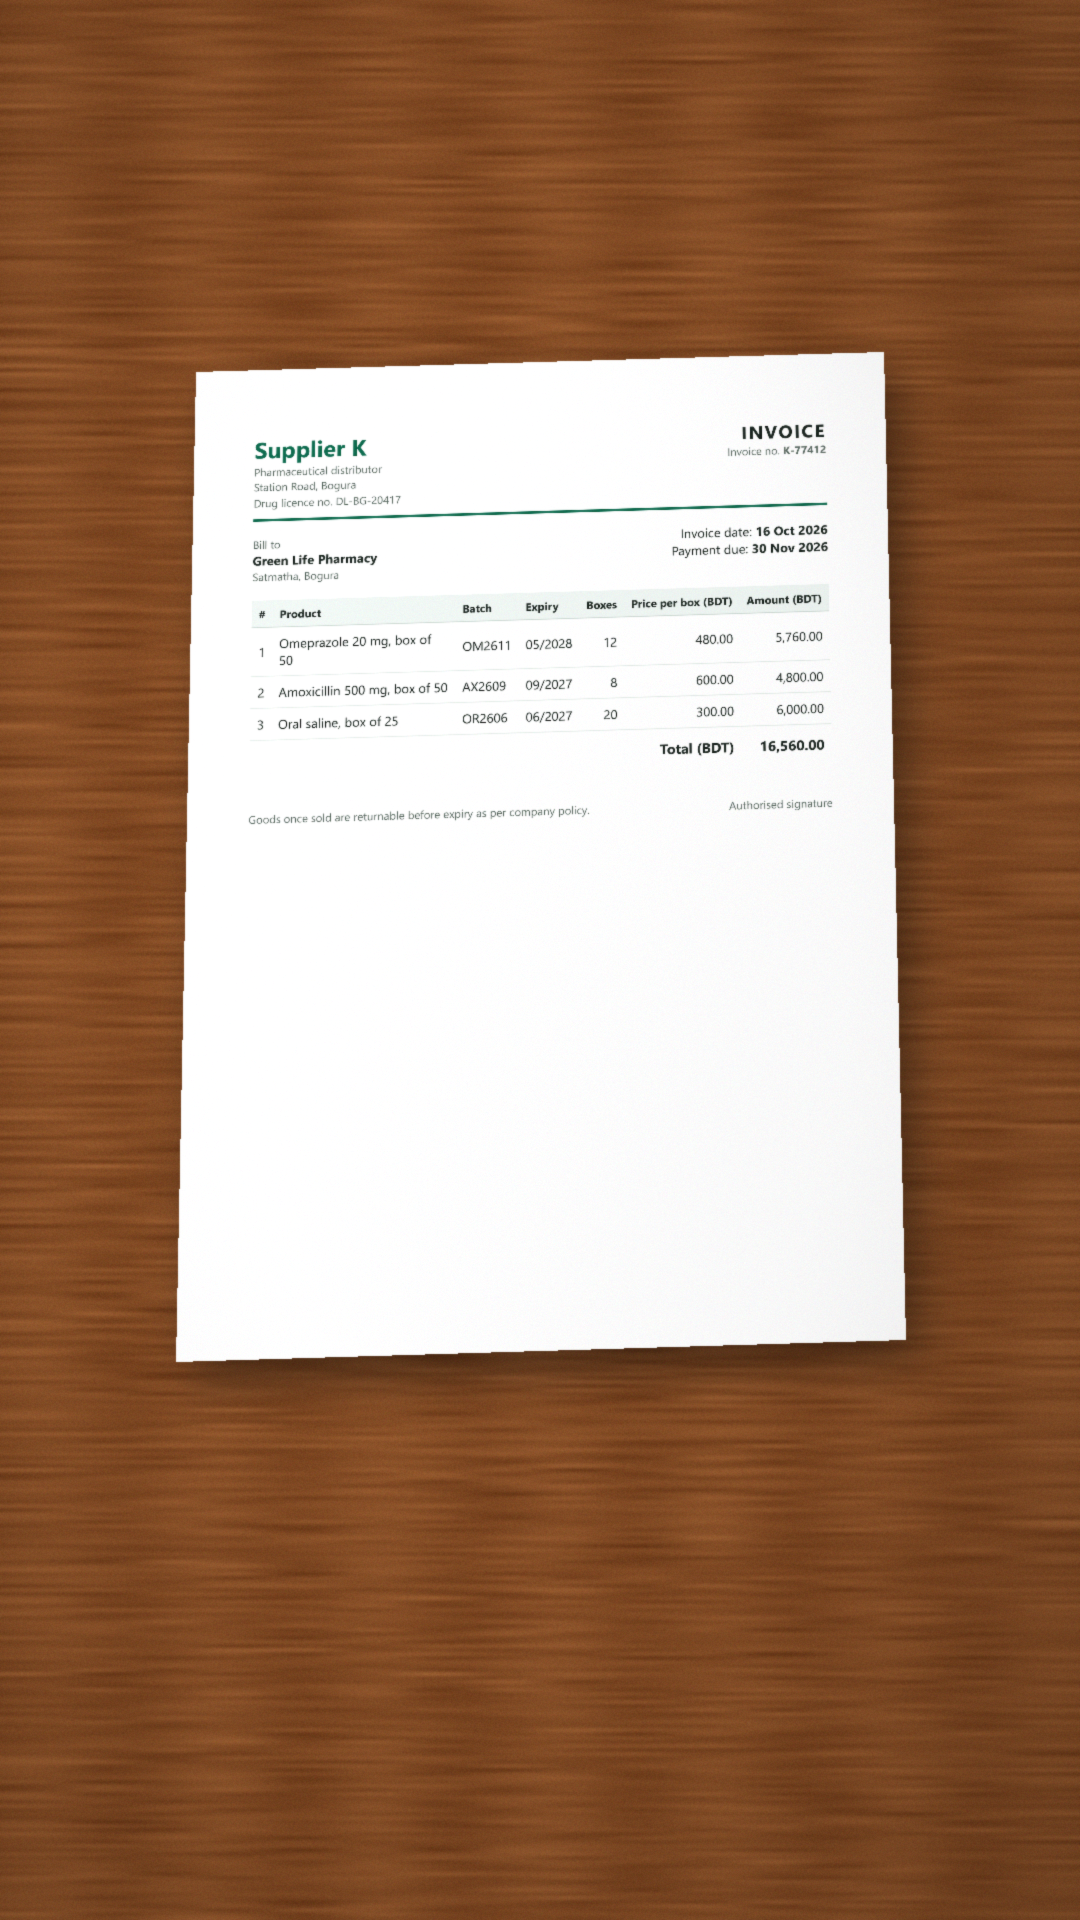 Supplier K
Pharmaceutical distributor
Station Road, Bogura
Drug licence no. DL-BG-20417
INVOICE
Invoice no. K-77412
Bill to
Green Life Pharmacy
Satmatha, Bogura
Invoice date: 16 Oct 2026
Payment due: 30 Nov 2026
# Product Batch Expiry Boxes Price per box (BDT) Amount (BDT)
1 Omeprazole 20 mg, box of 50 OM2611 05/2028 12 480.00 5,760.00
2 Amoxicillin 500 mg, box of 50 AX2609 09/2027 8 600.00 4,800.00
3 Oral saline, box of 25 OR2606 06/2027 20 300.00 6,000.00
Total (BDT) 16,560.00
Goods once sold are returnable before expiry as per company policy.
Authorised signature